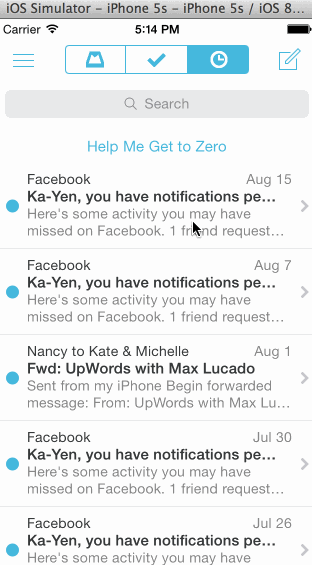 iOS Simulator - iPhone 5s - iPhone 5s / iOS 8...
Carrier 5:14 PM
Search
Help Me Get to Zero
Facebook Aug 15
Ka-Yen, you have notifications pe...
Here's some activity you may have
missed on Facebook. 1 friend request...
Facebook Aug 7
Ka-Yen, you have notifications pe...
Here's some activity you may have
missed on Facebook. 1 friend request...
Nancy to Kate & Michelle Aug 1
Fwd: UpWords with Max Lucado
Sent from my iPhone Begin forwarded
message: From: UpWords with Max Lu...
Facebook Jul 30
Ka-Yen, you have notifications pe...
Here's some activity you may have
missed on Facebook. 1 friend request...
Facebook Jul 26
Ka-Yen, you have notifications pe...
Here's some activity you may have